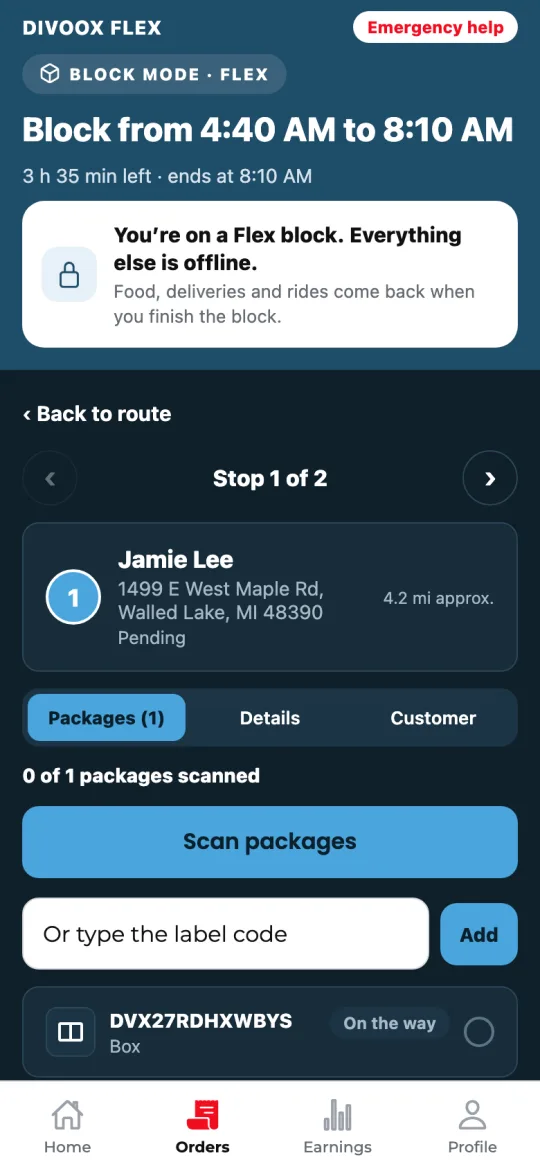 DIVOOX FLEX
Emergency help
BLOCK MODE · FLEX
Block from 4:40 AM to 8:10 AM
3 h 35 min left · ends at 8:10 AM
You’re on a Flex block. Everything
else is offline.
Food, deliveries and rides come back when
you finish the block.
‹ Back to route
‹
Stop 1 of 2
›
1
Jamie Lee
1499 E West Maple Rd,
Walled Lake, MI 48390
Pending
4.2 mi approx.
Packages (1)
Details
Customer
0 of 1 packages scanned
Scan packages
Or type the label code
Add
DVX27RDHXWBYS
Box
On the way
Home
Orders
Earnings
Profile